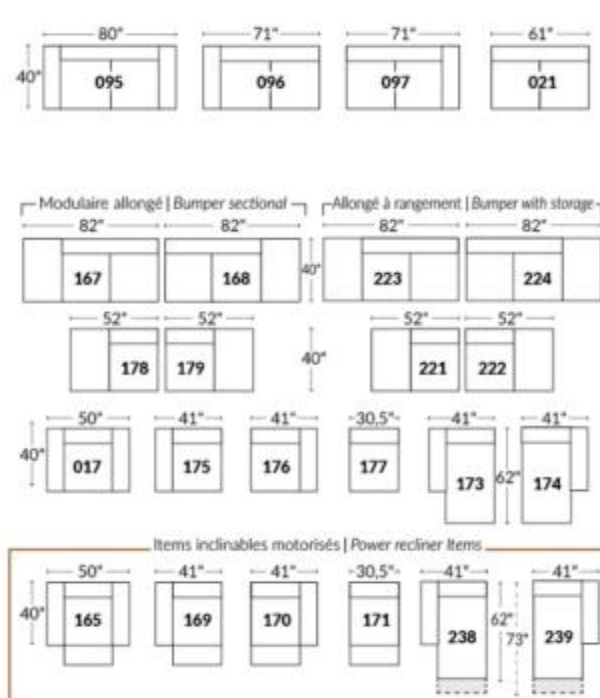 80" 71" 71" 61"
40" 095 096 097 021
Modulaire allongé | Bumper sectional Allongé à rangement | Bumper with storage
82" 82" 82" 82"
167 168 40" 223 224
52" 52" 52" 52"
178 179 40" 221 222
50" 41" 41" 30,5" 41" 41"
40" 017 175 176 177 173 62" 174
Items inclinables motorisés | Power recliner Items
50" 41" 41" 30,5" 41" 41"
40" 165 169 170 171 238 62" 73" 239